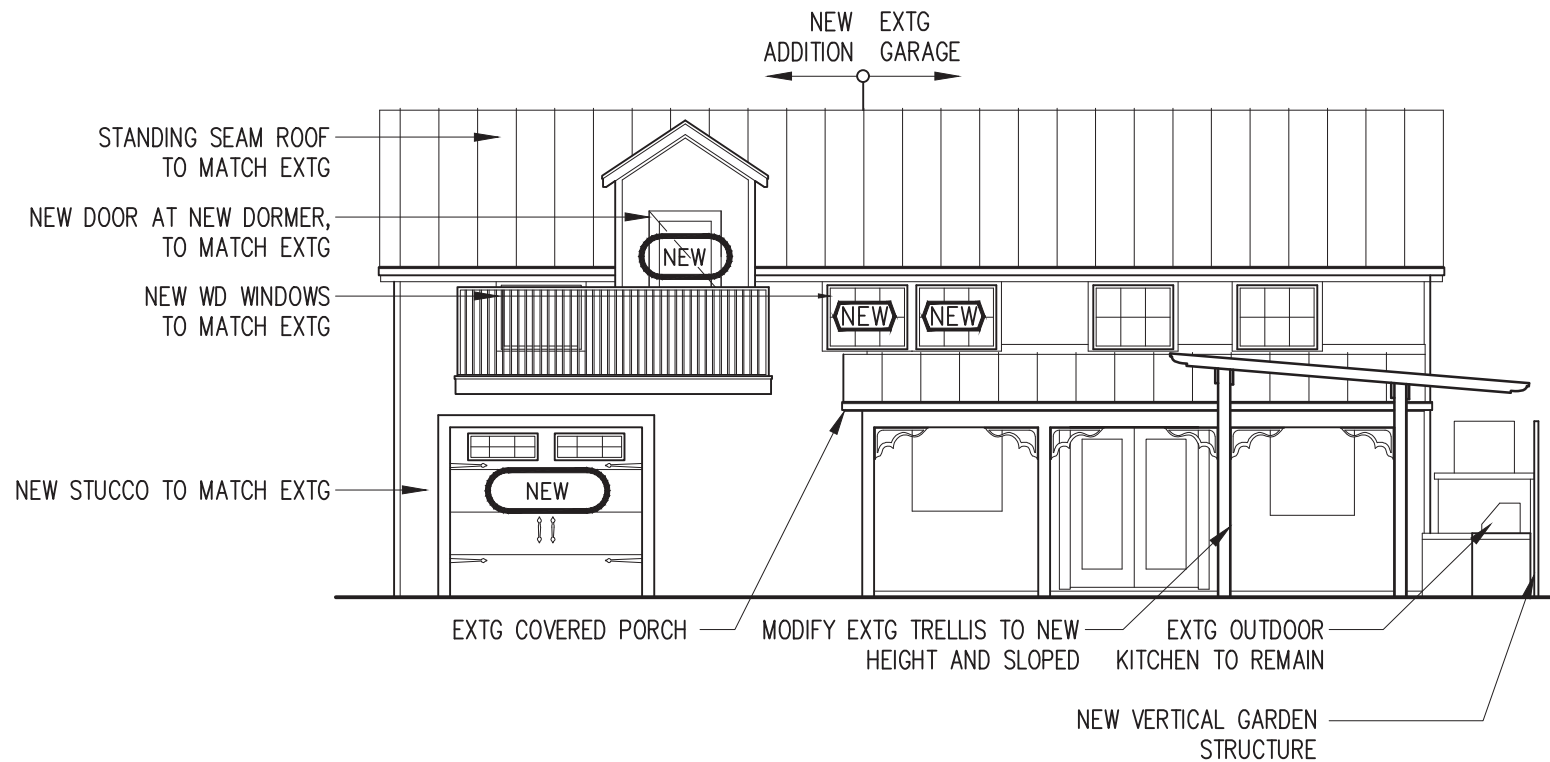 NEW EXTG
ADDITION GARAGE
STANDING SEAM ROOF
TO MATCH EXTG
NEW DOOR AT NEW DORMER,
TO MATCH EXTG
NEW
NEW WD WINDOWS
TO MATCH EXTG
NEW NEW
NEW STUCCO TO MATCH EXTG
NEW
EXTG COVERED PORCH
MODIFY EXTG TRELLIS TO NEW
HEIGHT AND SLOPED
EXTG OUTDOOR
KITCHEN TO REMAIN
NEW VERTICAL GARDEN
STRUCTURE